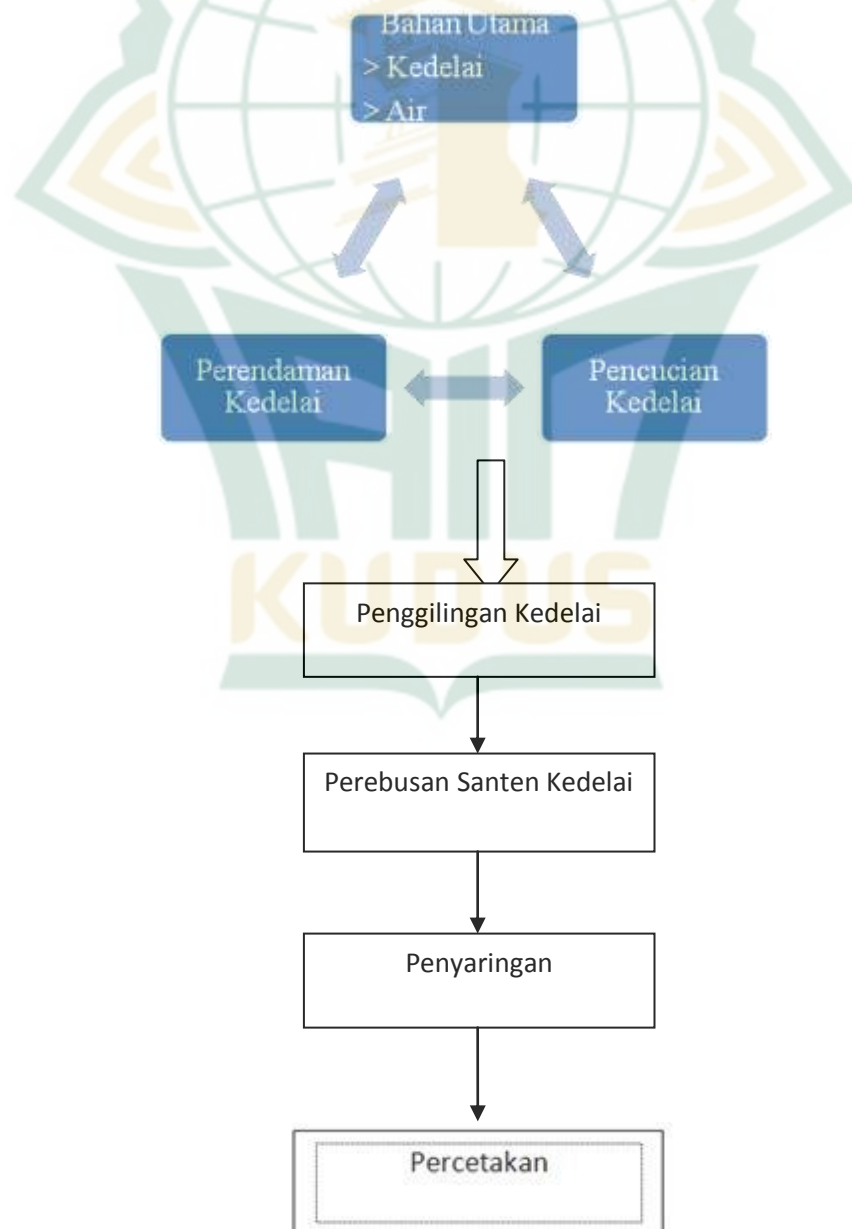 Bahan Utama
> Kedelai
> Air
Perendaman
Kedelai
Pencucian
Kedelai
KUDUS
Penggilingan Kedelai
Perebusan Santen Kedelai
Penyaringan
Percetakan